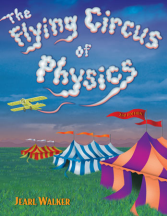 The
Flying Circus
of
Physics
JEARL WALKER